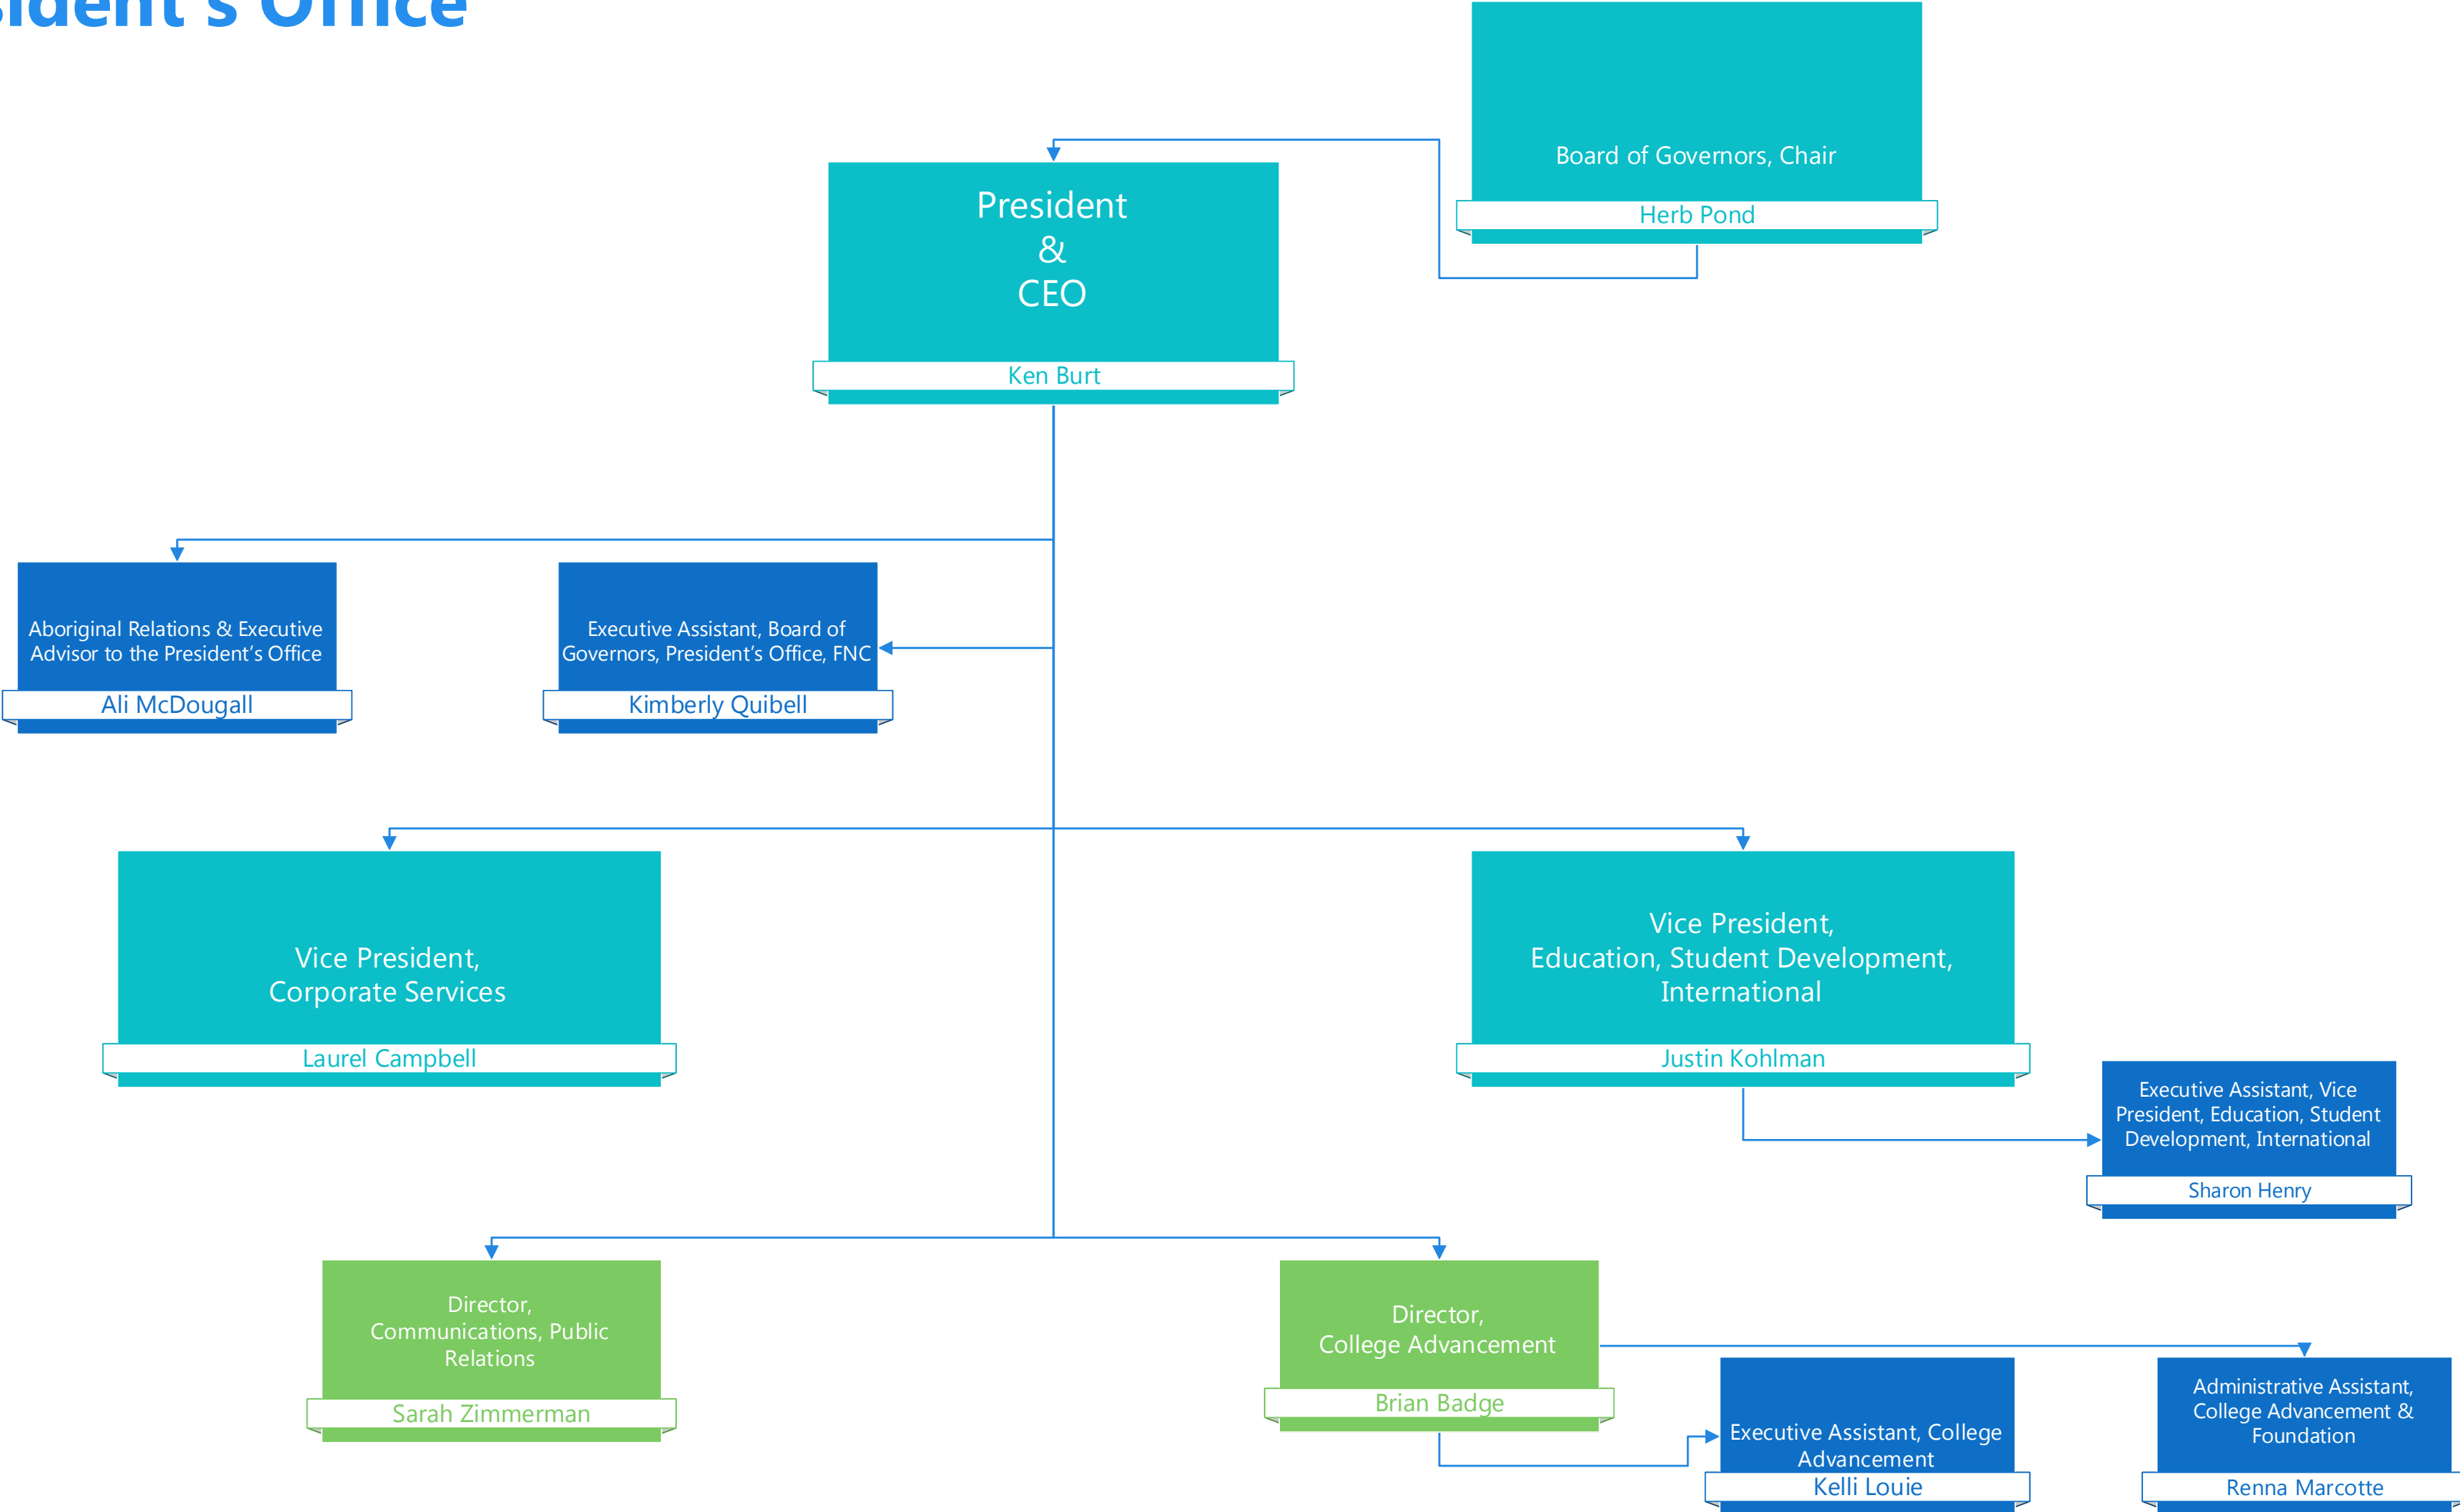 sident's Office
Board of Governors, Chair
Herb Pond
President
&
CEO
Ken Burt
Aboriginal Relations & Executive
Advisor to the President's Office
Ali McDougall
Executive Assistant, Board of
Governors, President's Office, FNC
Kimberly Quibell
Vice President,
Corporate Services
Laurel Campbell
Vice President,
Education, Student Development,
International
Justin Kohlman
Executive Assistant, Vice
President, Education, Student
Development, International
Sharon Henry
Director,
Communications, Public
Relations
Sarah Zimmerman
Director,
College Advancement
Brian Badge
Executive Assistant, College
Advancement
Kelli Louie
Administrative Assistant,
College Advancement &
Foundation
Renna Marcotte